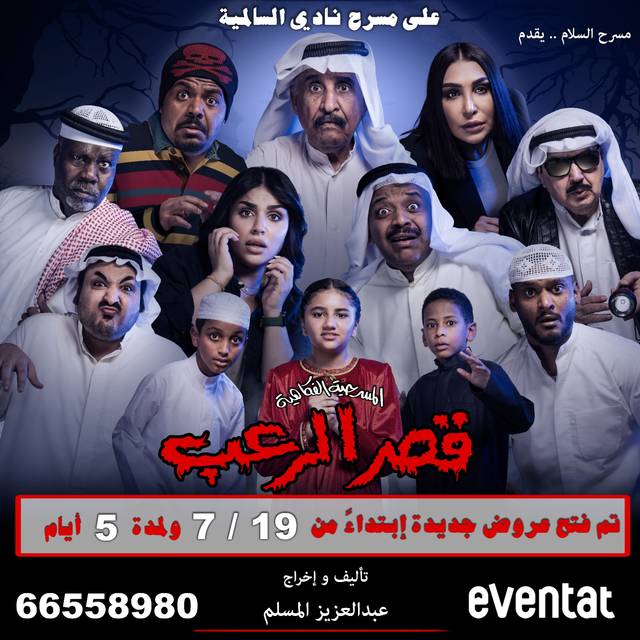 على مسرح نادي السالمية
مسرح السلام .. يقدم
المسرحية الفكاهية
قصر الرعب
تم فتح عروض جديدة إبتداءً من 19 / 7 ولمدة 5 أيام
تأليف و إخراج
عبدالعزيز المسلم
66558980
eventat